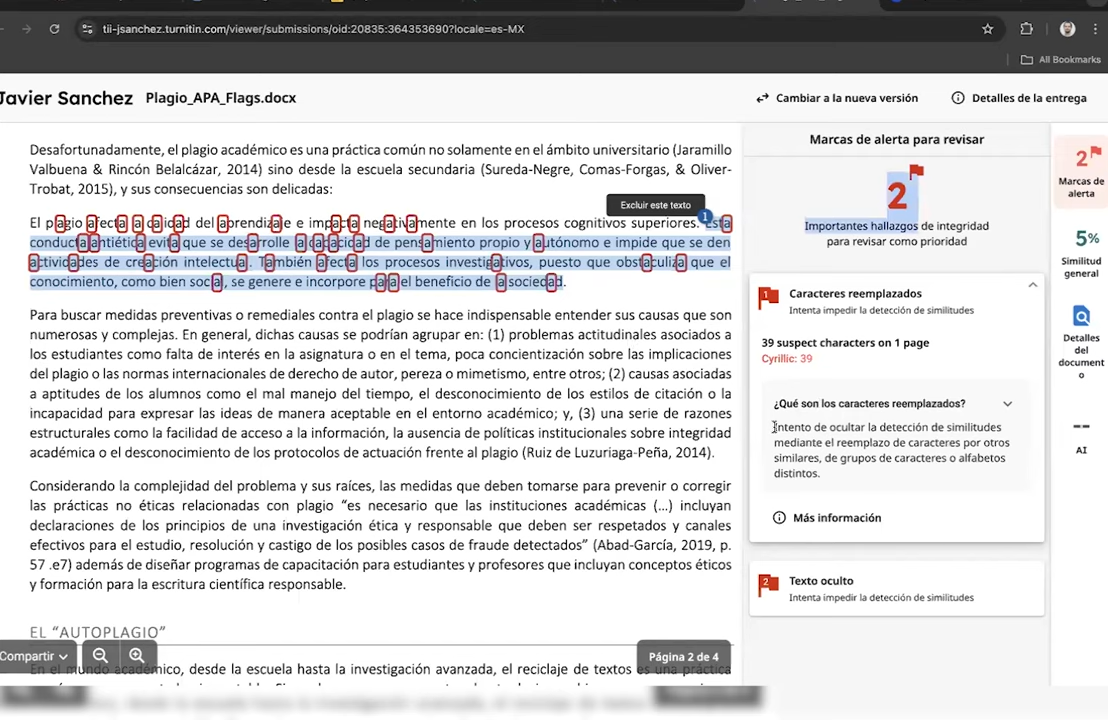 tii-jsanchez.turnitin.com/viewer/submissions/oid:20835:364353690?locale=es-MX
All Bookmarks
Javier Sanchez Plagio_APA_Flags.docx
Cambiar a la nueva versión
Detalles de la entrega
Desafortunadamente, el plagio académico es una práctica común no solamente en el ámbito universitario (Jaramillo
Valbuena & Rincón Belalcázar, 2014) sino desde la escuela secundaria (Sureda-Negre, Comas-Forgas, & Oliver-
Trobat, 2015), y sus consecuencias son delicadas:
Excluir este texto
1
El plagio afecta la calidad del aprendizaje e impacta negativamente en los procesos cognitivos superiores. Esta
conducta antiética evita que se desarrolle la capacidad de pensamiento propio y autónomo e impide que se den
actividades de creación intelectual. También afecta los procesos investigativos, puesto que obstaculiza que el
conocimiento, como bien social, se genere e incorpore para el beneficio de la sociedad.
Para buscar medidas preventivas o remediales contra el plagio se hace indispensable entender sus causas que son
numerosas y complejas. En general, dichas causas se podrían agrupar en: (1) problemas actitudinales asociados a
los estudiantes como falta de interés en la asignatura o en el tema, poca concientización sobre las implicaciones
del plagio o las normas internacionales de derecho de autor, pereza o mimetismo, entre otros; (2) causas asociadas
a aptitudes de los alumnos como el mal manejo del tiempo, el desconocimiento de los estilos de citación o la
incapacidad para expresar las ideas de manera aceptable en el entorno académico; y, (3) una serie de razones
estructurales como la facilidad de acceso a la información, la ausencia de políticas institucionales sobre integridad
académica o el desconocimiento de los protocolos de actuación frente al plagio (Ruiz de Luzuriaga-Peña, 2014).
Considerando la complejidad del problema y sus raíces, las medidas que deben tomarse para prevenir o corregir
las prácticas no éticas relacionadas con plagio “es necesario que las instituciones académicas (...) incluyan
declaraciones de los principios de una investigación ética y responsable que deben ser respetados y canales
efectivos para el estudio, resolución y castigo de los posibles casos de fraude detectados” (Abad-García, 2019, p.
57 .e7) además de diseñar programas de capacitación para estudiantes y profesores que incluyan conceptos éticos
y formación para la escritura científica responsable.
EL “AUTOPLAGIO”
En el mundo académico, desde la escuela hasta la investigación avanzada, el reciclaje de textos es una práctica
Compartir
Página 2 de 4
Marcas de alerta para revisar
2
Importantes hallazgos de integridad
para revisar como prioridad
1
Caracteres reemplazados
Intenta impedir la detección de similitudes
39 suspect characters on 1 page
Cyrillic: 39
¿Qué son los caracteres reemplazados?
Intento de ocultar la detección de similitudes
mediante el reemplazo de caracteres por otros
similares, de grupos de caracteres o alfabetos
distintos.
Más información
2
Texto oculto
Intenta impedir la detección de similitudes
2
Marcas de
alerta
5%
Similitud
general
Detalles
del
document
o
--
AI